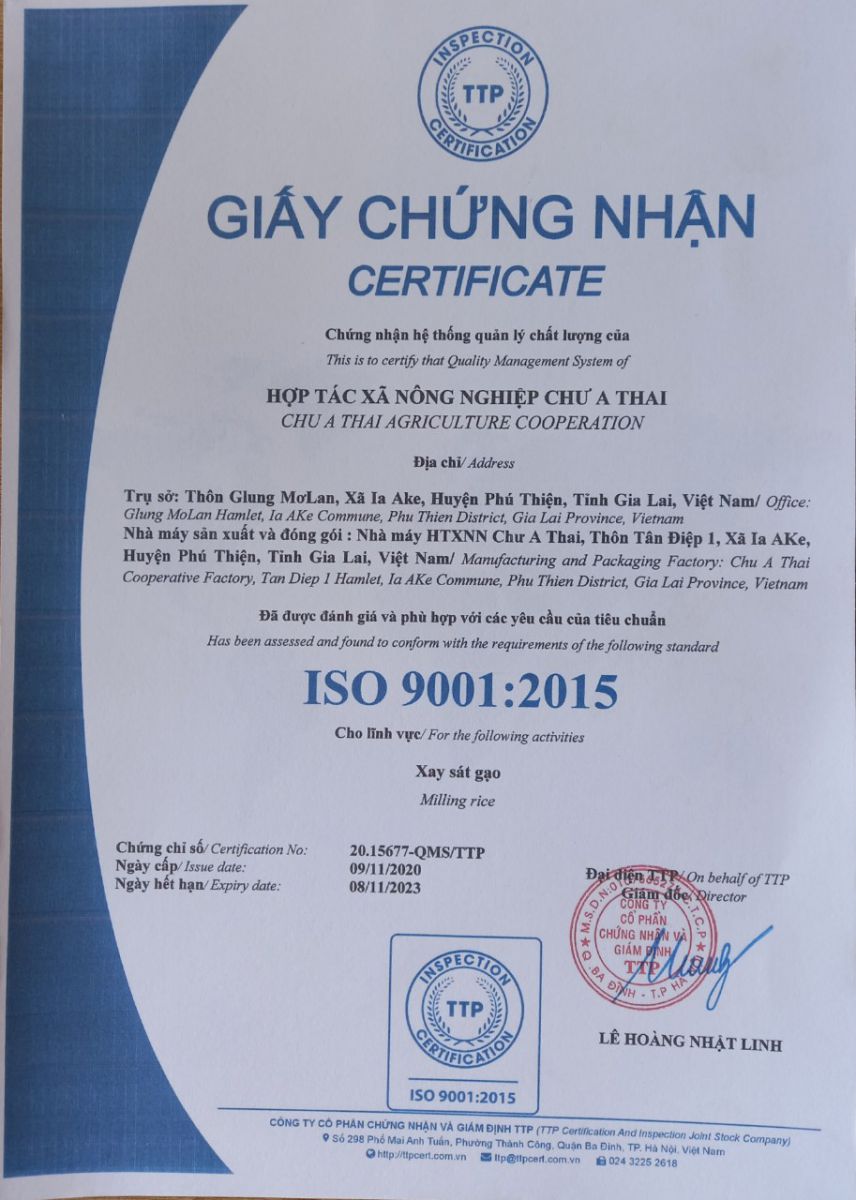 INSPECTION
TTP
CERTIFICATION
GIẤY CHỨNG NHẬN
CERTIFICATE
Chứng nhận hệ thống quản lý chất lượng của
This is to certify that Quality Management System of
HỢP TÁC XÃ NÔNG NGHIỆP CHƯ A THAI
CHU A THAI AGRICULTURE COOPERATION
Địa chỉ/ Address
Trụ sở: Thôn Glung MơLan, Xã Ia Ake, Huyện Phú Thiện, Tỉnh Gia Lai, Việt Nam/ Office:
Glung MoLan Hamlet, Ia AKe Commune, Phu Thien District, Gia Lai Province, Vietnam
Nhà máy sản xuất và đóng gói : Nhà máy HTXNN Chư A Thai, Thôn Tân Điệp 1, Xã Ia AKe,
Huyện Phú Thiện, Tỉnh Gia Lai, Việt Nam/ Manufacturing and Packaging Factory: Chu A Thai
Cooperative Factory, Tan Diep 1 Hamlet, Ia AKe Commune, Phu Thien District, Gia Lai Province, Vietnam
Đã được đánh giá và phù hợp với các yêu cầu của tiêu chuẩn
Has been assessed and found to conform with the requirements of the following standard
ISO 9001:2015
Cho lĩnh vực/ For the following activities
Xay sát gạo
Milling rice
Chứng chỉ số/ Certification No: 20.15677-QMS/TTP
Ngày cấp/ Issue date: 09/11/2020
Ngày hết hạn/ Expiry date: 08/11/2023
Đại diện TTP/ On behalf of TTP
Giám đốc/ Director
CÔNG TY
CỔ PHẦN
CHỨNG NHẬN VÀ
GIÁM ĐỊNH
TTP
Q. BA ĐÌNH - T.P HÀ
LÊ HOÀNG NHẬT LINH
INSPECTION
TTP
CERTIFICATION
ISO 9001:2015
CÔNG TY CỔ PHẦN CHỨNG NHẬN VÀ GIÁM ĐỊNH TTP (TTP Certification And Inspection Joint Stock Company)
Số 298 Phố Mai Anh Tuấn, Phường Thành Công, Quận Ba Đình, TP. Hà Nội, Việt Nam
http://ttpcert.com.vn ttp@ttpcert.com.vn 024 3225 2618